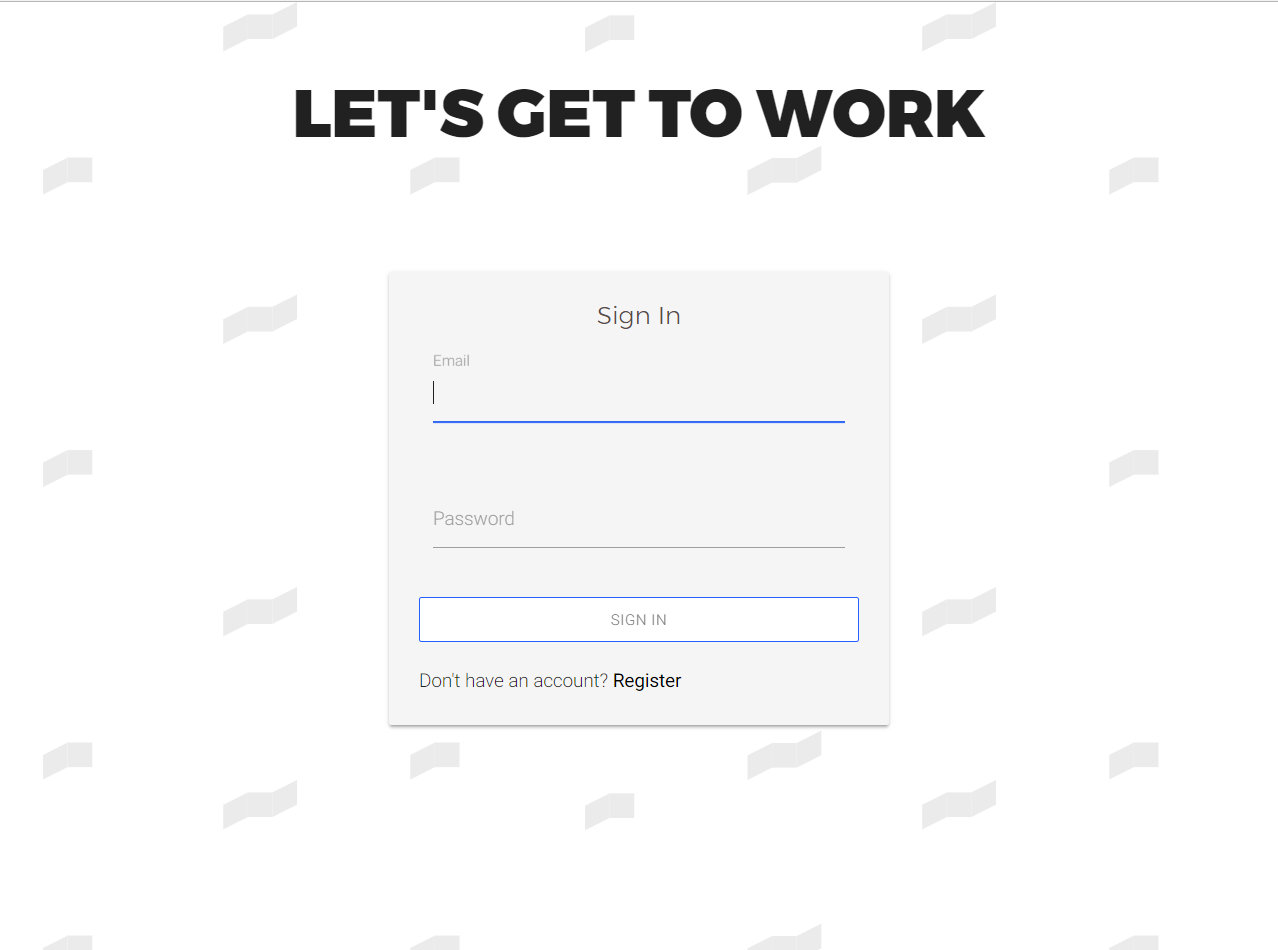 LET'S GET TO WORK
Sign In
Email
Password
SIGN IN
Don't have an account? Register